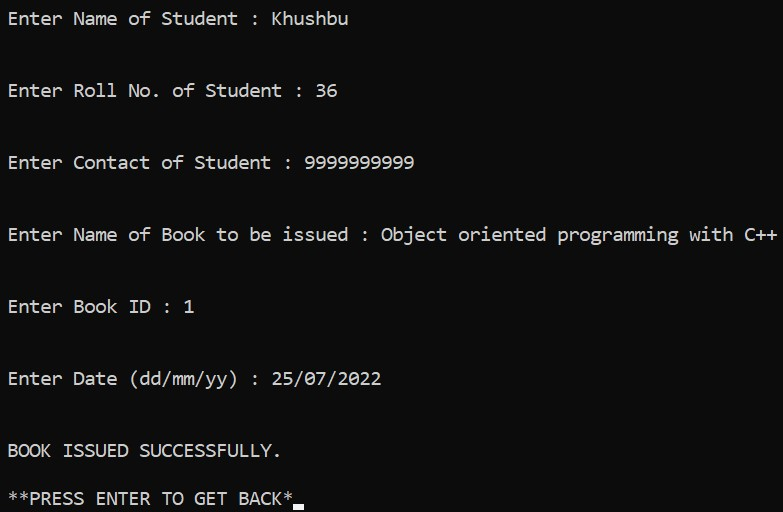 Enter Name of Student : Khushbu
Enter Roll No. of Student : 36
Enter Contact of Student : 9999999999
Enter Name of Book to be issued : Object oriented programming with C++
Enter Book ID : 1
Enter Date (dd/mm/yy) : 25/07/2022
BOOK ISSUED SUCCESSFULLY.
**PRESS ENTER TO GET BACK*